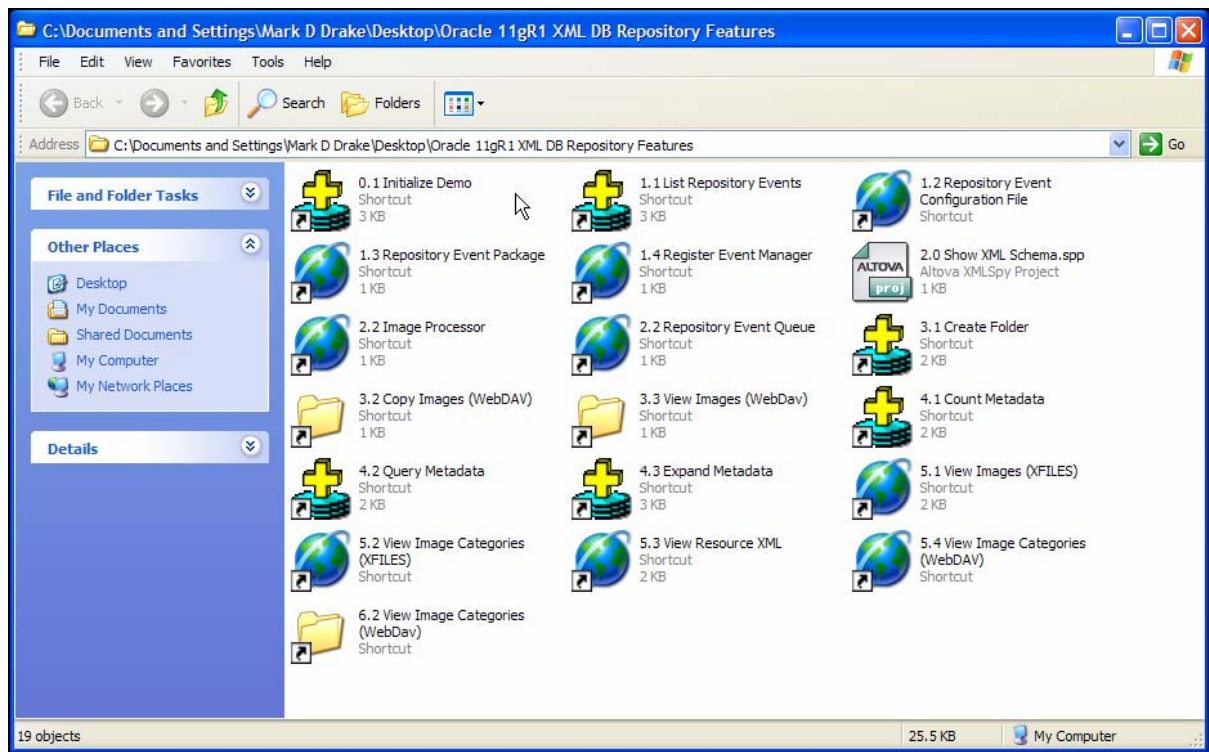 C:\Documents and Settings\Mark D Drake\Desktop\Oracle 11gR1 XML DB Repository Features
File Edit View Favorites Tools Help
Back Search Folders
Address C:\Documents and Settings\Mark D Drake\Desktop\Oracle 11gR1 XML DB Repository Features Go
File and Folder Tasks
Other Places
Desktop
My Documents
Shared Documents
My Computer
My Network Places
Details
0.1 Initialize Demo
Shortcut
3 KB
1.1 List Repository Events
Shortcut
3 KB
1.2 Repository Event
Configuration File
Shortcut
1.3 Repository Event Package
Shortcut
1 KB
1.4 Register Event Manager
Shortcut
1 KB
ALTOVA
proj
2.0 Show XML Schema.spp
Altova XMLSpy Project
1 KB
2.2 Image Processor
Shortcut
1 KB
2.2 Repository Event Queue
Shortcut
1 KB
3.1 Create Folder
Shortcut
2 KB
3.2 Copy Images (WebDAV)
Shortcut
1 KB
3.3 View Images (WebDav)
Shortcut
1 KB
4.1 Count Metadata
Shortcut
2 KB
4.2 Query Metadata
Shortcut
2 KB
4.3 Expand Metadata
Shortcut
3 KB
5.1 View Images (XFILES)
Shortcut
2 KB
5.2 View Image Categories
(XFILES)
Shortcut
5.3 View Resource XML
Shortcut
2 KB
5.4 View Image Categories
(WebDAV)
Shortcut
6.2 View Image Categories
(WebDav)
Shortcut
19 objects
25.5 KB
My Computer